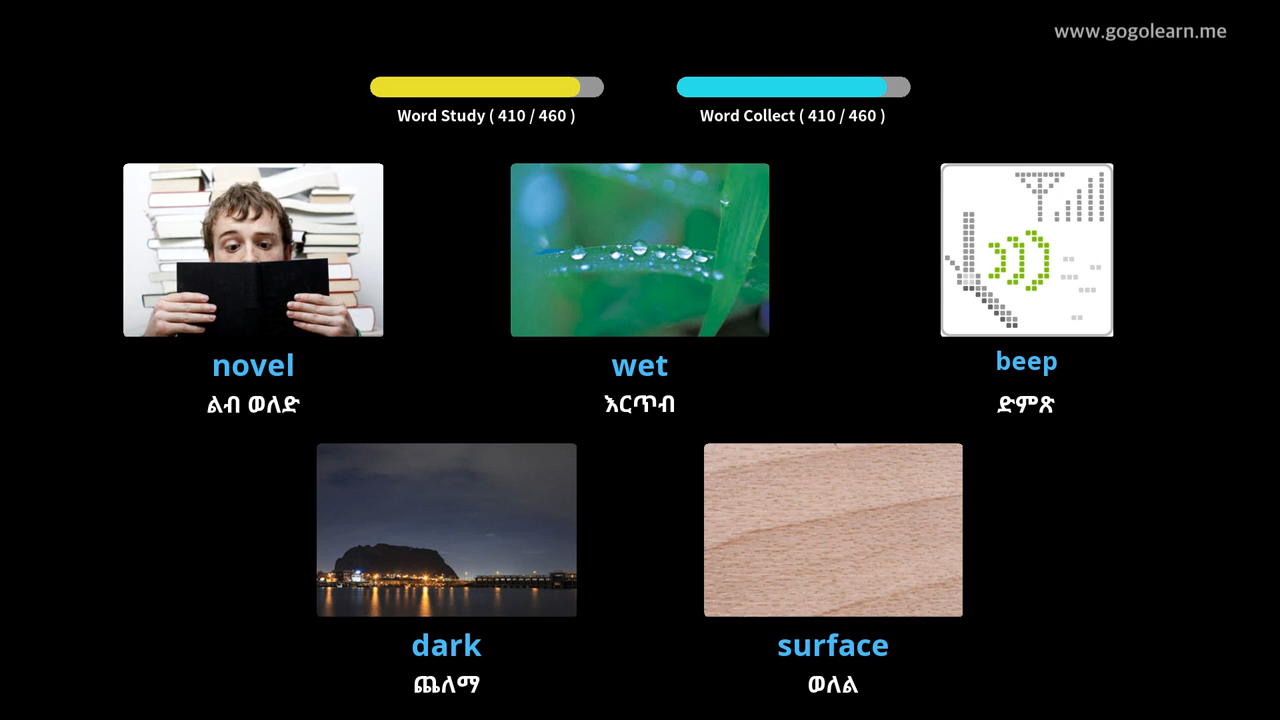 www.gogolearn.me
Word Study ( 410 / 460 )
Word Collect ( 410 / 460 )
novel
ልብ ወለድ
wet
እርጥብ
beep
ድምጽ
dark
ጨለማ
surface
ወለል